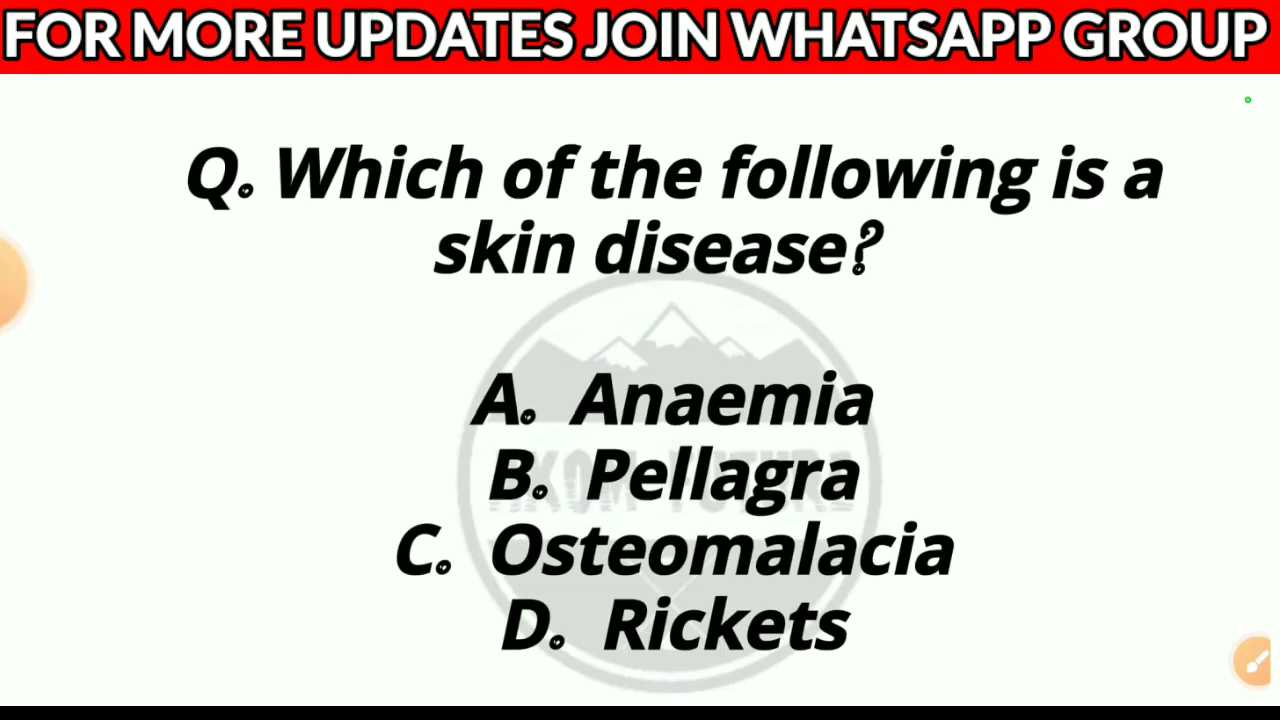 FOR MORE UPDATES JOIN WHATSAPP GROUP
Q. Which of the following is a
skin disease?
A. Anaemia
B. Pellagra
C. Osteomalacia
D. Rickets